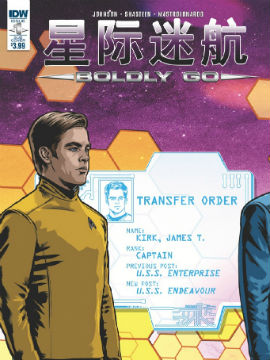 IDW
$3.99
JOHNSON · SHASTEEN · MASTROLONARDO
星际迷航
BOLDLY GO
TRANSFER ORDER
NAME:
KIRK, JAMES T.
RANK:
CAPTAIN
PREVIOUS POST:
U.S.S. ENTERPRISE
NEW POST:
U.S.S. ENDEAVOUR